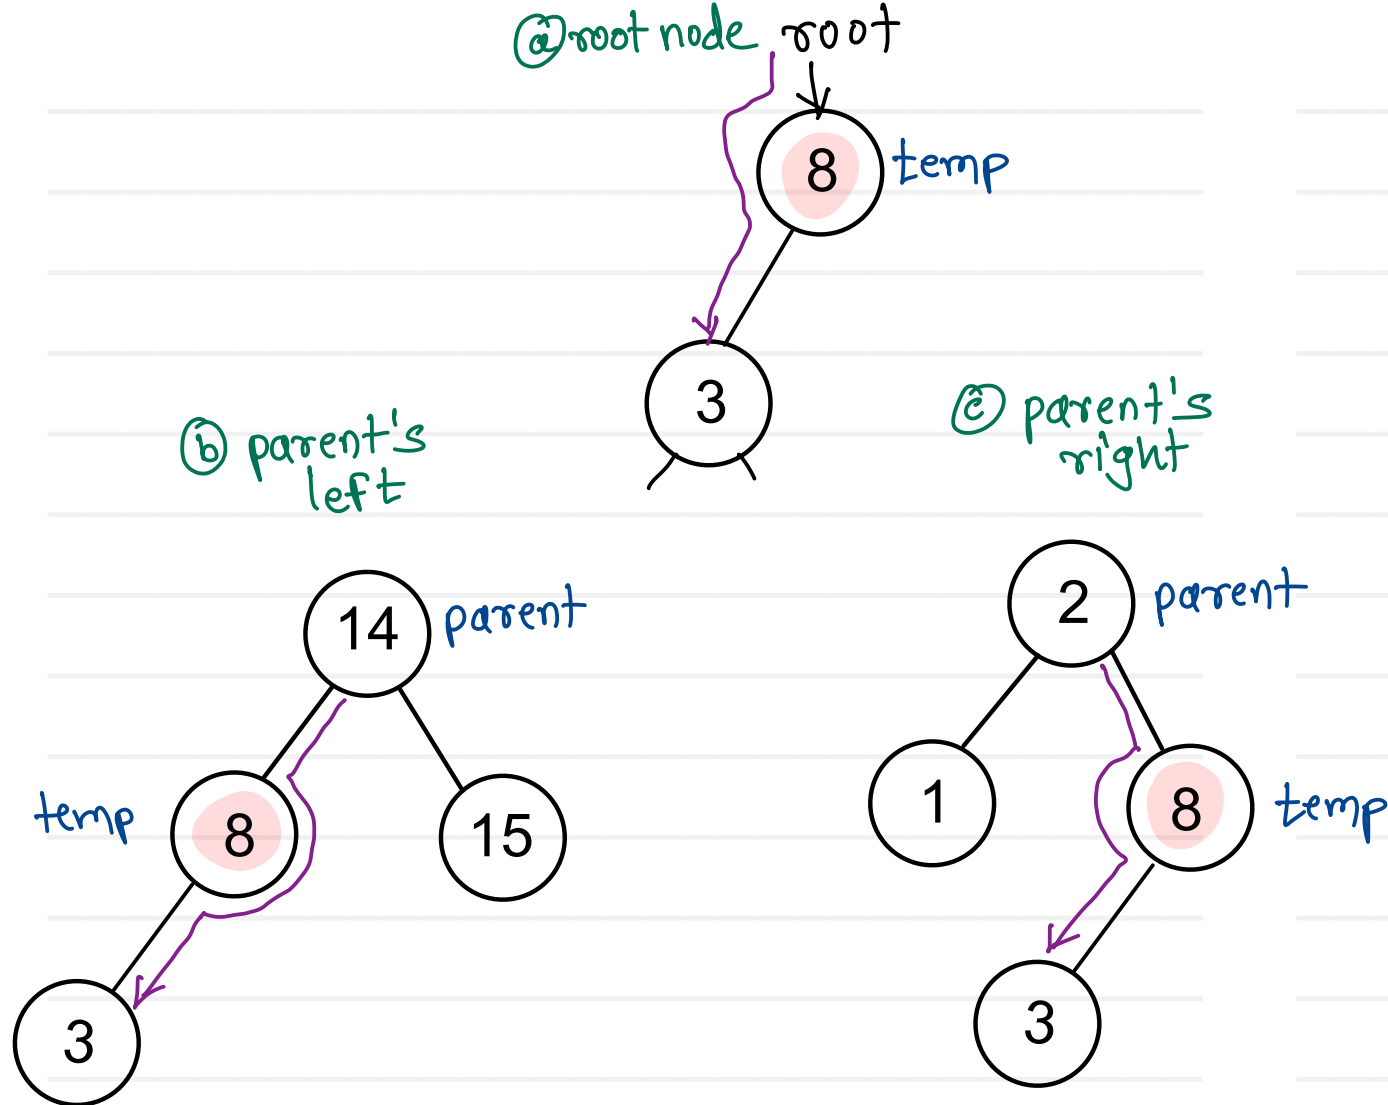 ⓐ root node root
8 temp
3
ⓑ parent's
left
ⓒ parent's
right
14 parent
temp 8 15
3
2 parent
1 8 temp
3